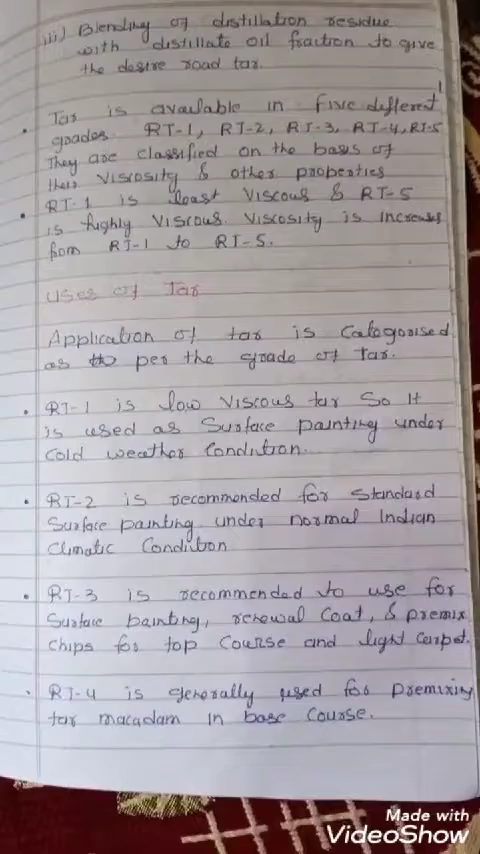 iii) Blending of distillation residue
with distillate oil fraction to give
the desire road tar.
• Tar is available in five different
grades. RT-1, RT-2, RT-3, RT-4, RT-5
They are classified on the basis of
their viscosity & other properties
• RT-1 is least viscous & RT-5
is highly viscous. Viscosity is increases
from RT-1 to RT-5.
uses of Tar
Application of tar is Categorised
as per the grade of Tar.
• RT-1 is low viscous tar so it
is used as Surface painting under
Cold weather Condition.
• RT-2 is recommended for Standard
Surface painting under normal Indian
Climatic Condition
• RT-3 is recommended to use for
Surface painting, renewal Coat, & premix
chips for top Course and light Carpet.
• RT-4 is generally used for premixing
tar macadam in base Course.
Made with
VideoShow